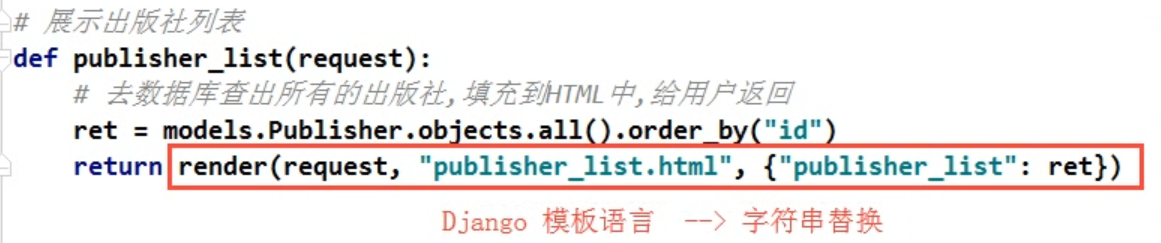 # 展示出版社列表
def publisher_list(request):
# 去数据库查出所有的出版社,填充到HTML中,给用户返回
ret = models.Publisher.objects.all().order_by("id")
return render(request, "publisher_list.html", {"publisher_list": ret})
Django 模板语言 --> 字符串替换